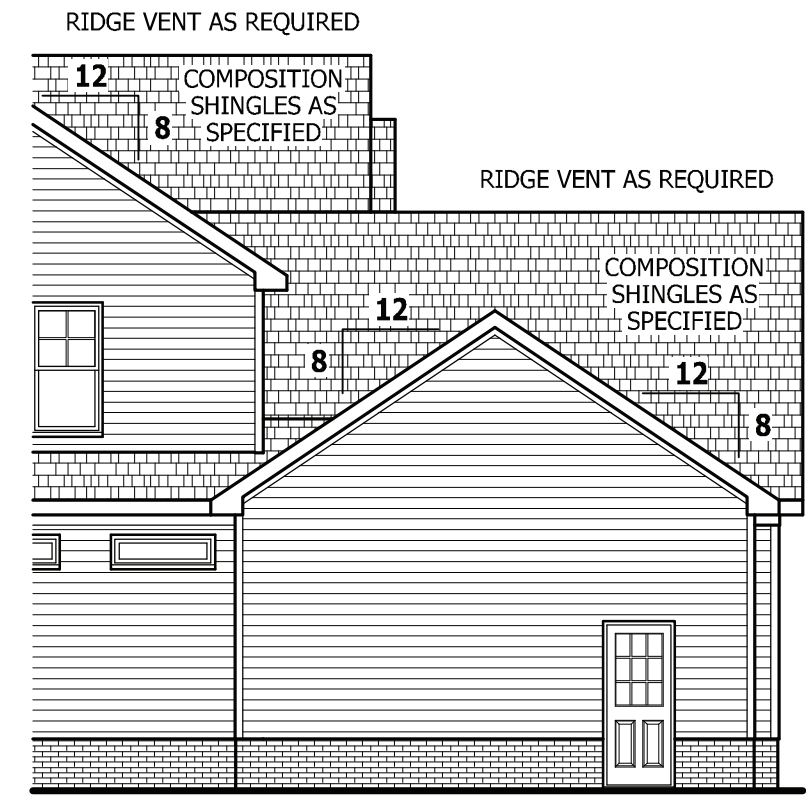 RIDGE VENT AS REQUIRED
12
COMPOSITION
SHINGLES AS
SPECIFIED
8
RIDGE VENT AS REQUIRED
COMPOSITION
SHINGLES AS
SPECIFIED
12
8
12
8